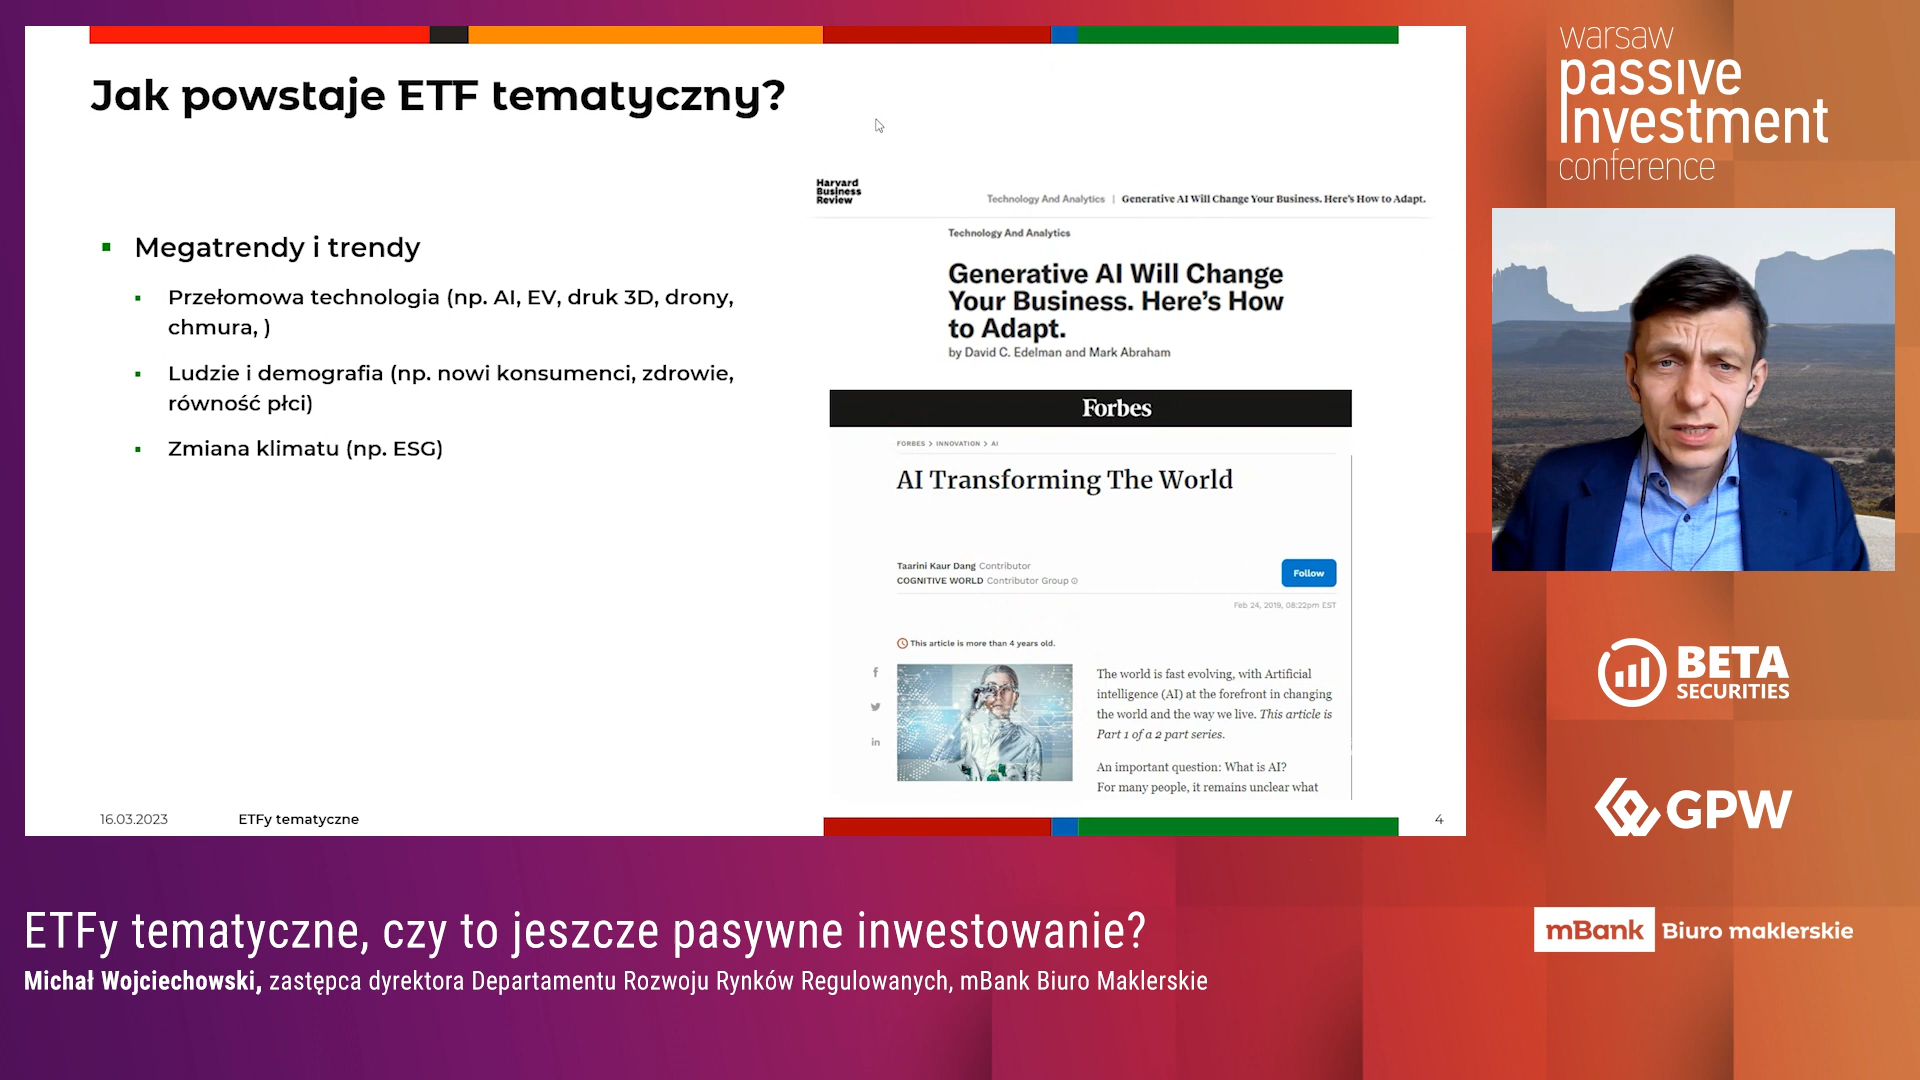 Jak powstaje ETF tematyczny?
Megatrendy i trendy
Przełomowa technologia (np. AI, EV, druk 3D, drony,
chmura, )
Ludzie i demografia (np. nowi konsumenci, zdrowie,
równość płci)
Zmiana klimatu (np. ESG)
Harvard
Business
Review
Technology And Analytics | Generative AI Will Change Your Business. Here's How to Adapt.
Technology And Analytics
Generative AI Will Change
Your Business. Here's How
to Adapt.
by David C. Edelman and Mark Abraham
Forbes
FORBES > INNOVATION > AI
AI Transforming The World
Taarini Kaur Dang Contributor
COGNITIVE WORLD Contributor Group
Follow
Feb 24, 2019, 08:22pm EST
This article is more than 4 years old.
The world is fast evolving, with Artificial
intelligence (AI) at the forefront in changing
the world and the way we live. This article is
Part 1 of a 2 part series.
An important question: What is AI?
For many people, it remains unclear what
16.03.2023
ETFy tematyczne
4
warsaw
passive
Investment
conference
BETA
SECURITIES
GPW
mBank Biuro maklerskie
ETFy tematyczne, czy to jeszcze pasywne inwestowanie?
Michał Wojciechowski, zastępca dyrektora Departamentu Rozwoju Rynków Regulowanych, mBank Biuro Maklerskie